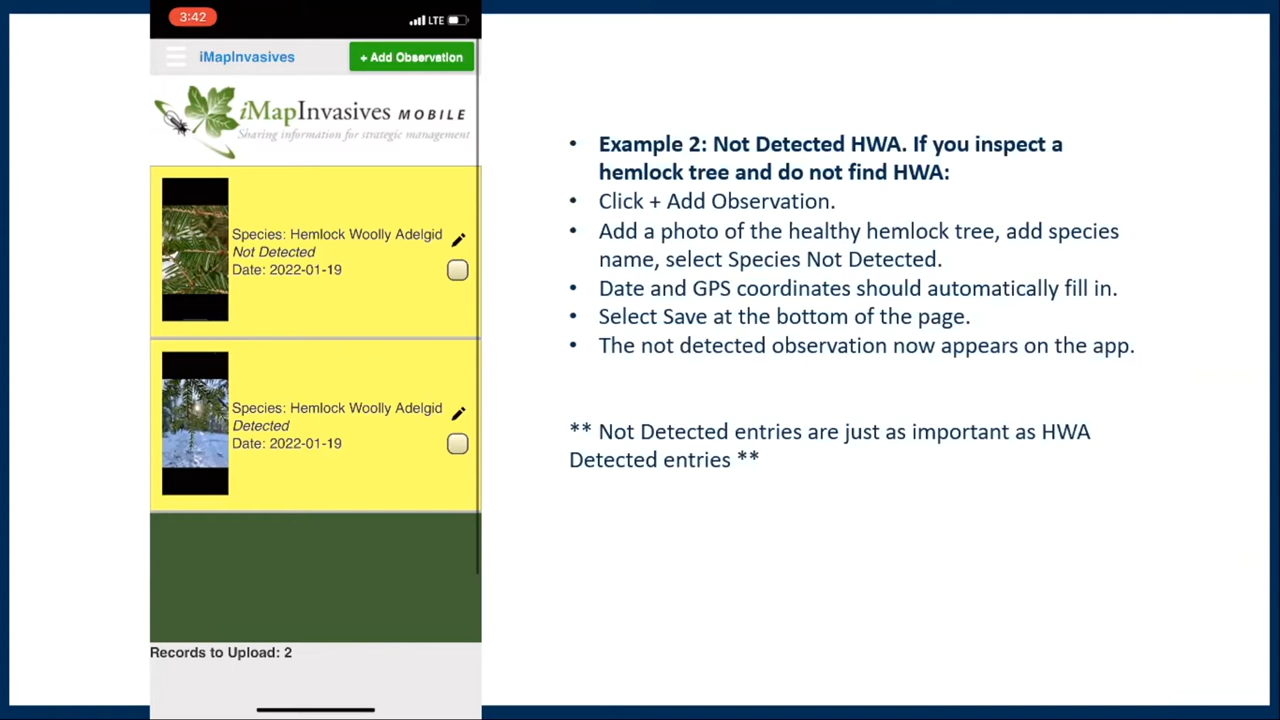 3:42
LTE
iMapInvasives
+ Add Observation
iMapInvasives MOBILE
Sharing information for strategic management
Species: Hemlock Woolly Adelgid
Not Detected
Date: 2022-01-19
Species: Hemlock Woolly Adelgid
Detected
Date: 2022-01-19
Records to Upload: 2
• Example 2: Not Detected HWA. If you inspect a
hemlock tree and do not find HWA:
• Click + Add Observation.
• Add a photo of the healthy hemlock tree, add species
name, select Species Not Detected.
• Date and GPS coordinates should automatically fill in.
• Select Save at the bottom of the page.
• The not detected observation now appears on the app.
** Not Detected entries are just as important as HWA
Detected entries **